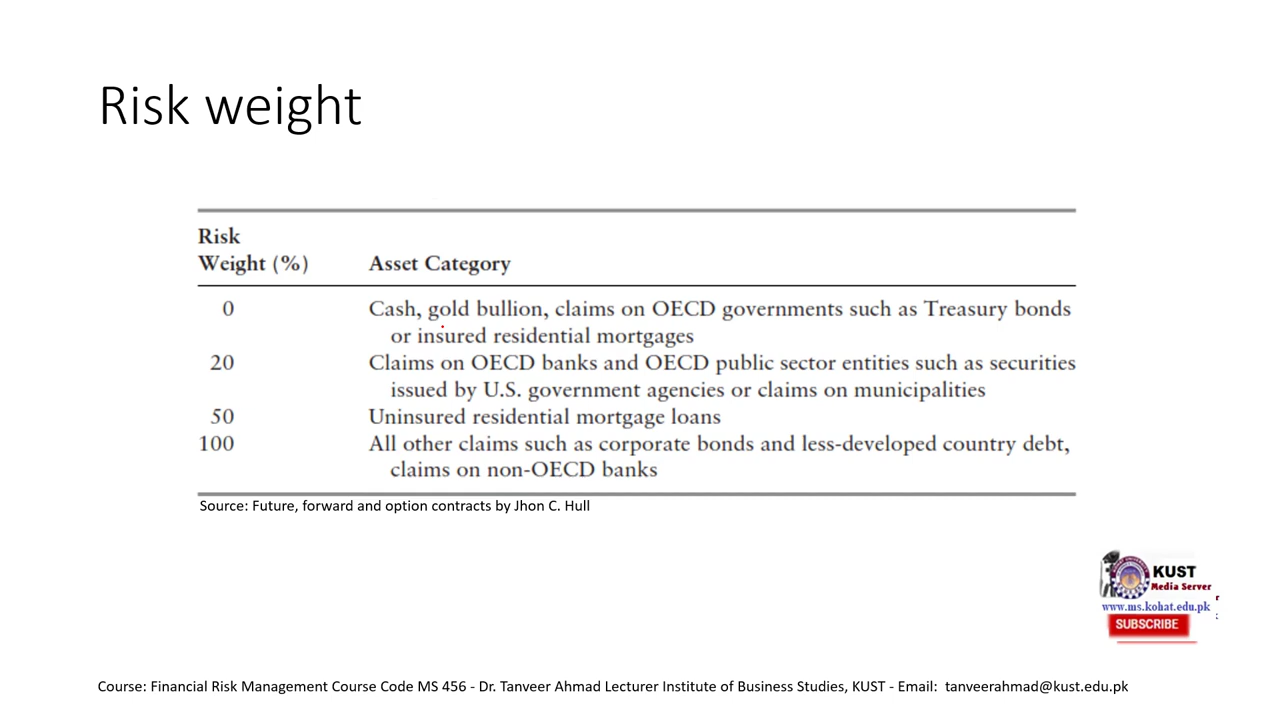 Risk weight
Risk
Weight (%) Asset Category
0 Cash, gold bullion, claims on OECD governments such as Treasury bonds
or insured residential mortgages
20 Claims on OECD banks and OECD public sector entities such as securities
issued by U.S. government agencies or claims on municipalities
50 Uninsured residential mortgage loans
100 All other claims such as corporate bonds and less-developed country debt,
claims on non-OECD banks
Source: Future, forward and option contracts by Jhon C. Hull
KUST
Media Server
www.ms.kohat.edu.pk
SUBSCRIBE
Course: Financial Risk Management Course Code MS 456 - Dr. Tanveer Ahmad Lecturer Institute of Business Studies, KUST - Email: tanveerahmad@kust.edu.pk